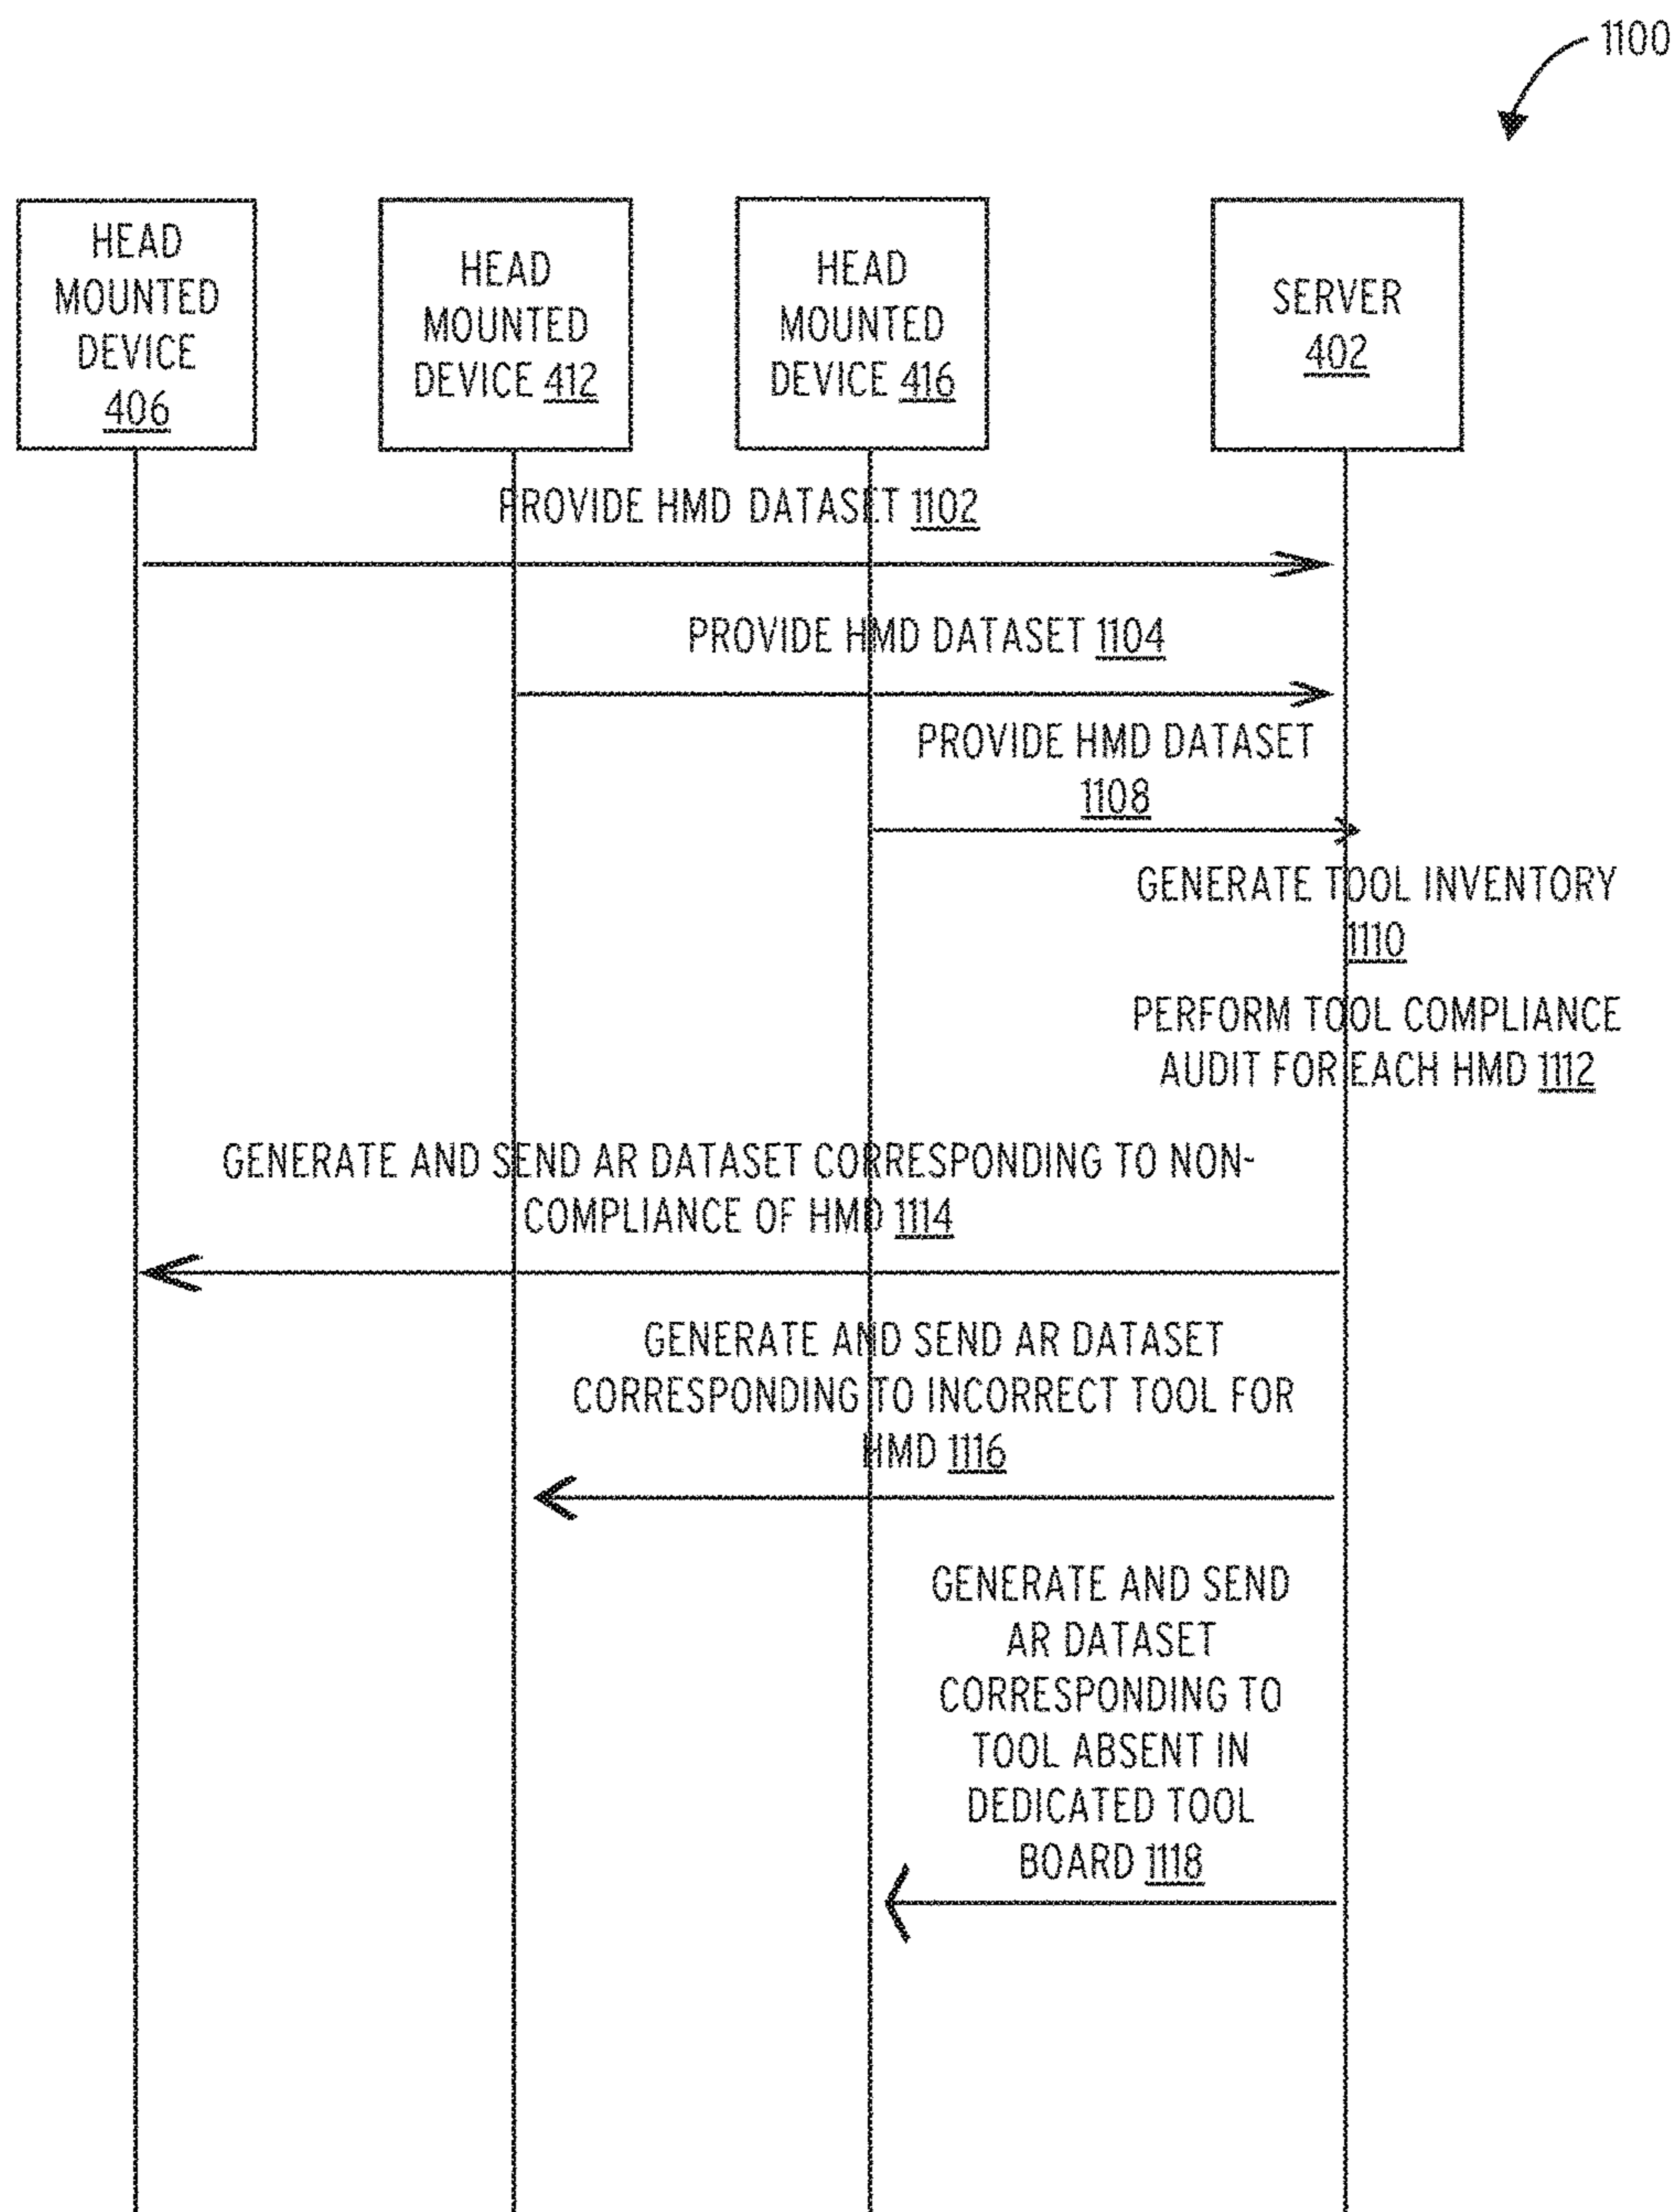 1100
HEAD
MOUNTED
DEVICE
406
HEAD
MOUNTED
DEVICE 412
HEAD
MOUNTED
DEVICE 416
SERVER
402
PROVIDE HMD DATASET 1102
PROVIDE HMD DATASET 1104
PROVIDE HMD DATASET
1108
GENERATE TOOL INVENTORY
1110
PERFORM TOOL COMPLIANCE
AUDIT FOR EACH HMD 1112
GENERATE AND SEND AR DATASET CORRESPONDING TO NON-
COMPLIANCE OF HMD 1114
GENERATE AND SEND AR DATASET
CORRESPONDING TO INCORRECT TOOL FOR
HMD 1116
GENERATE AND SEND
AR DATASET
CORRESPONDING TO
TOOL ABSENT IN
DEDICATED TOOL
BOARD 1118